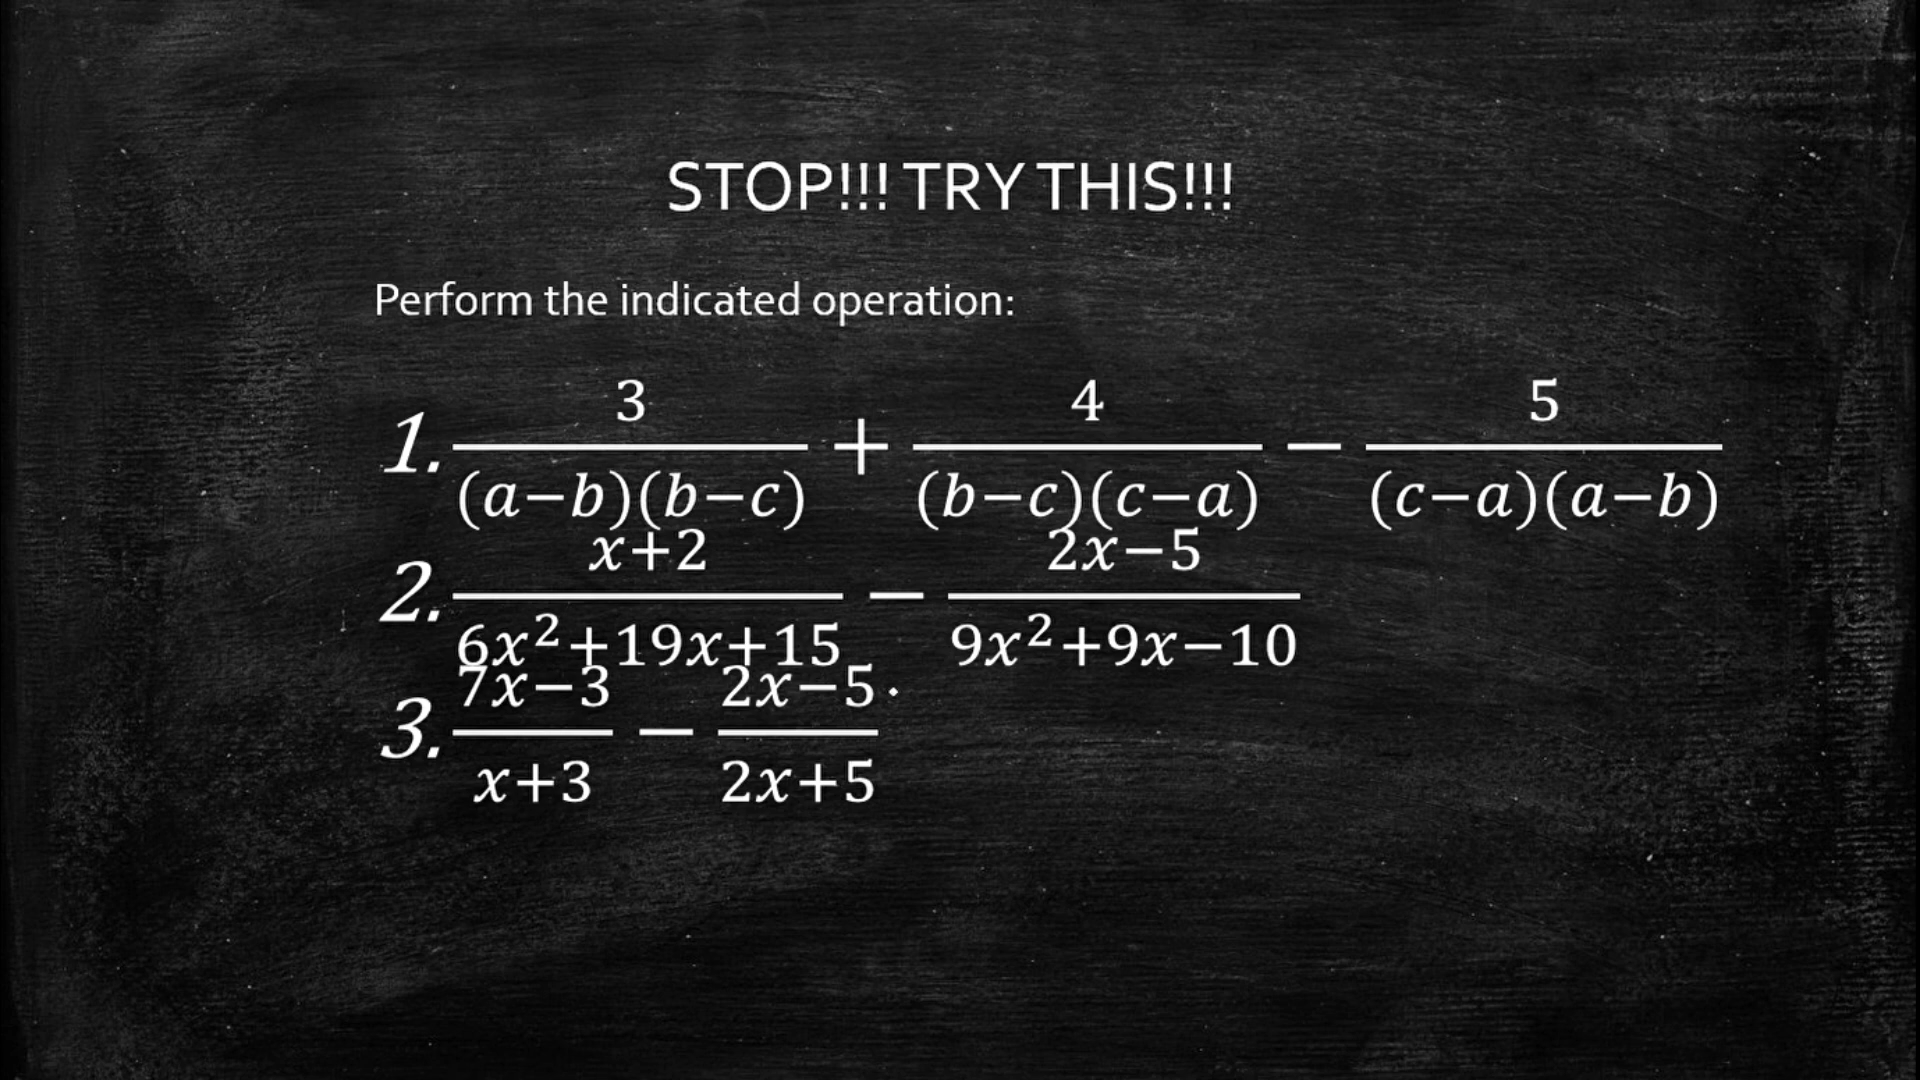 STOP!!! TRY THIS!!!
Perform the indicated operation:
1. 3/((a−b)(b−c)) + 4/((b−c)(c−a)) − 5/((c−a)(a−b))
2. (x+2)/(6x²+19x+15) − (2x−5)/(9x²+9x−10)
3. (7x−3)/(x+3) − (2x−5)/(2x+5) .